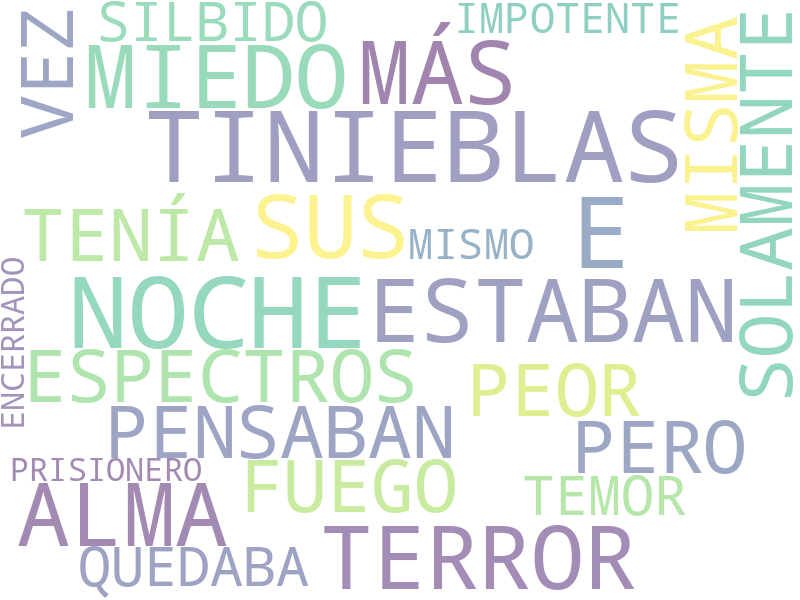 SILBIDO
IMPOTENTE
VEZ
MIEDO
MÁS
MISMA
SOLAMENTE
TINIEBLAS
TENÍA
SUS
MISMO
E
ENCERRADO
NOCHE
ESTABAN
ESPECTROS
PEOR
PENSABAN
PERO
PRISIONERO
FUEGO
TEMOR
ALMA
TERROR
QUEDABA